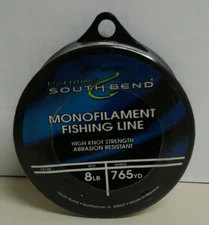 SOUTH BEND
MONOFILAMENT
FISHING LINE
HIGH KNOT STRENGTH
ABRASION RESISTANT
8LB 765YD